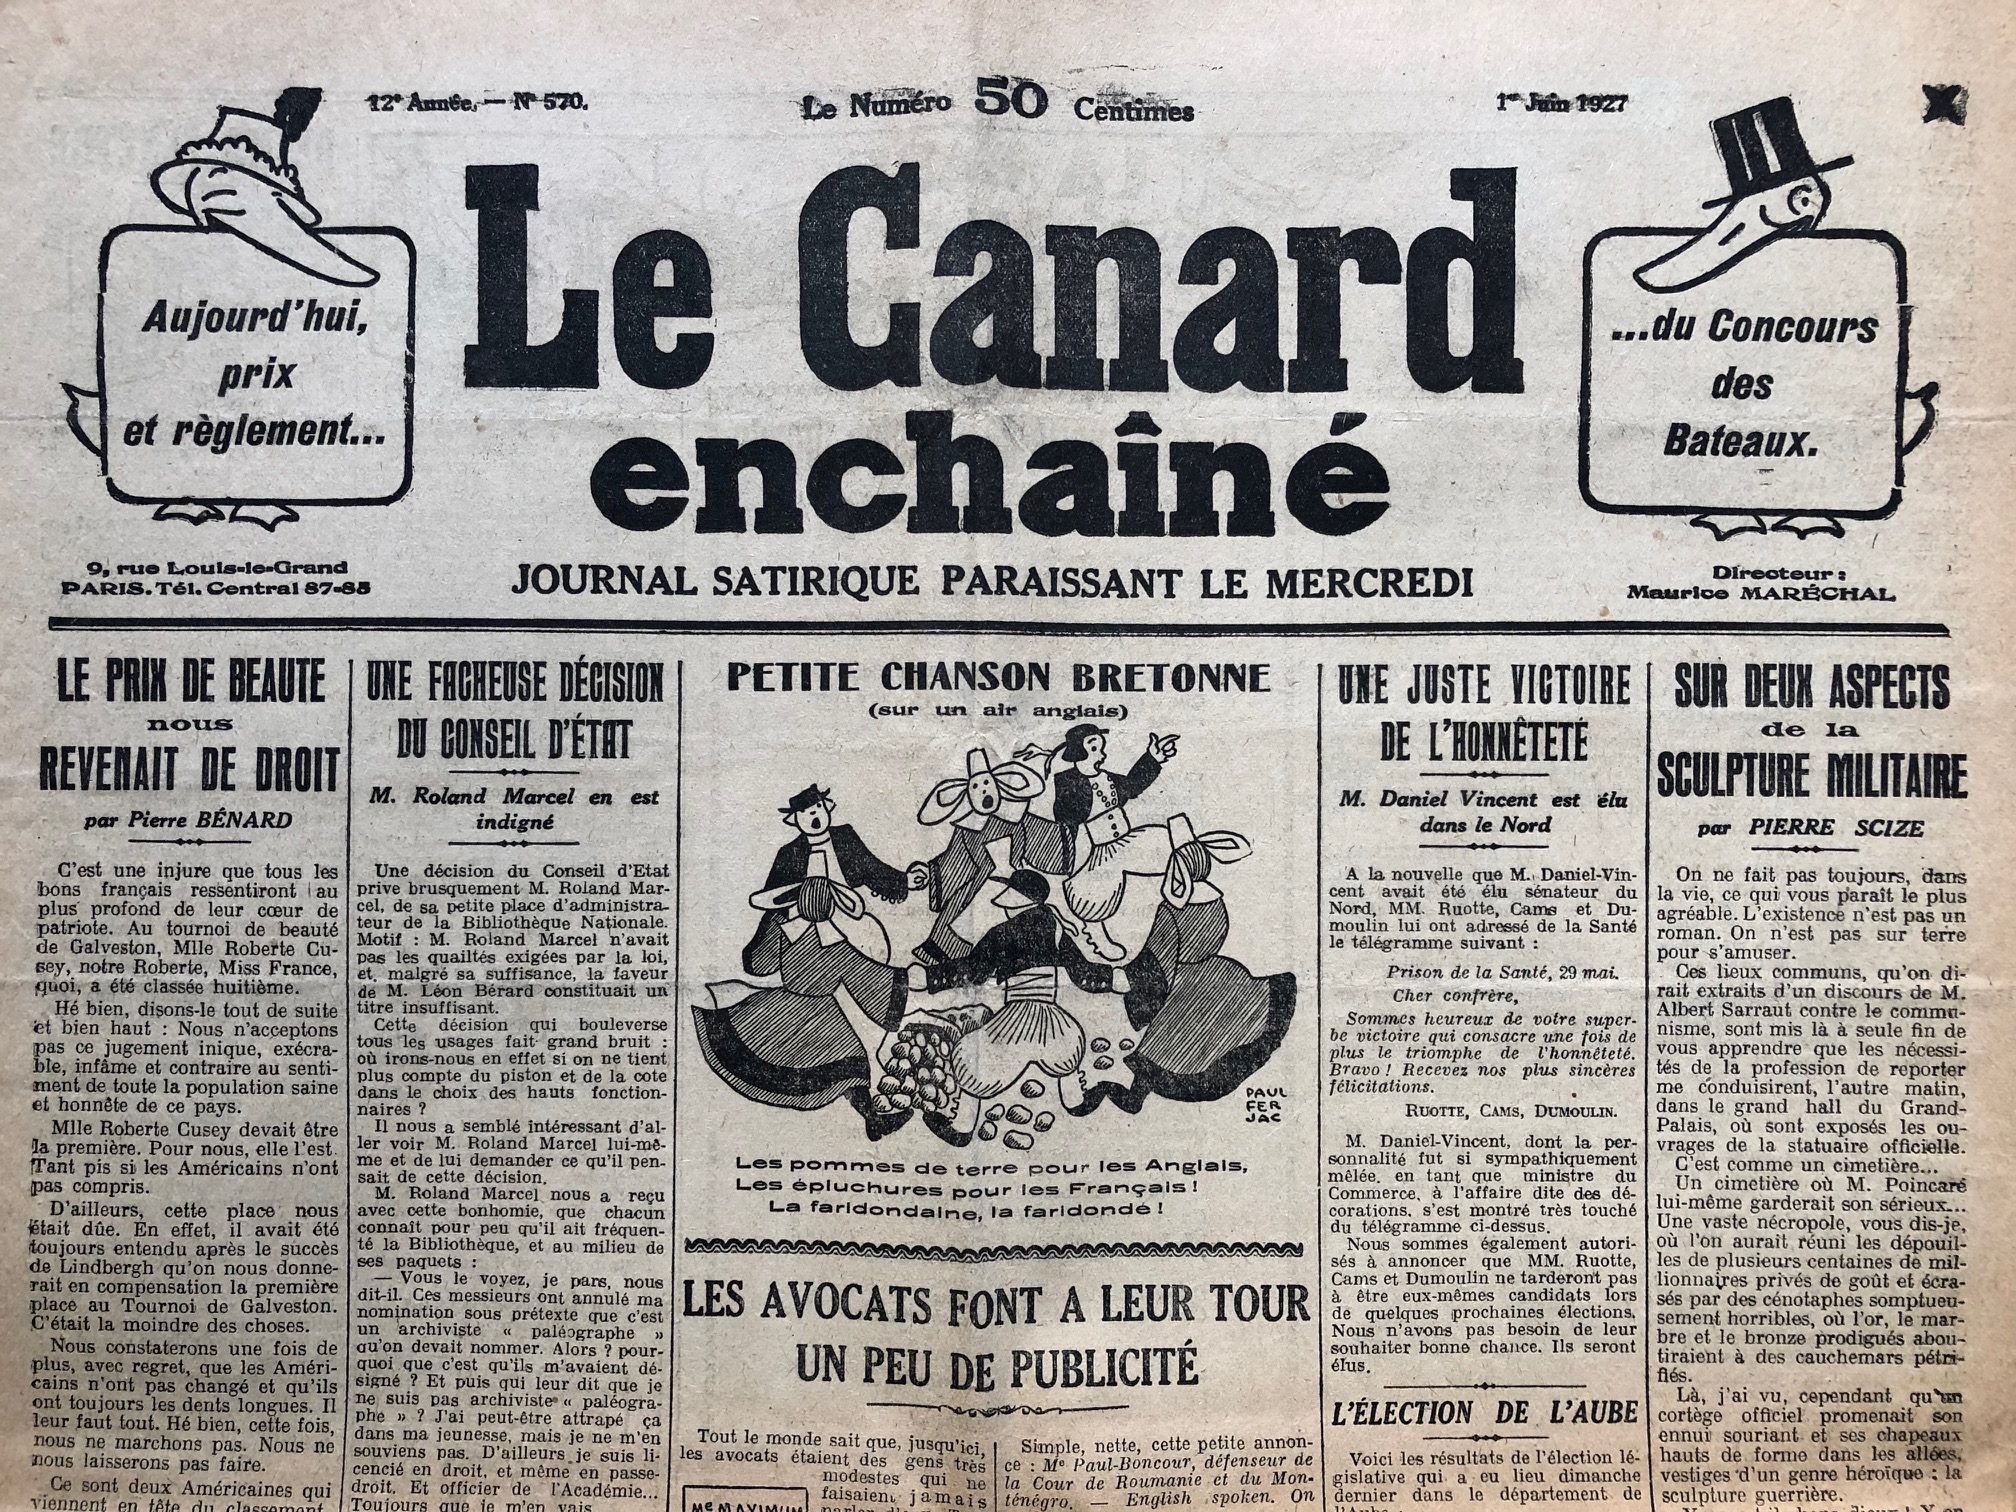 12e Année. — N° 570.
Le Numéro 50 Centimes
1er Juin 1927
Aujourd'hui,
prix
et règlement...
Le Canard
enchaîné
...du Concours
des
Bateaux.
9, rue Louis-le-Grand
PARIS. Tél. Central 87-85
JOURNAL SATIRIQUE PARAISSANT LE MERCREDI
Directeur :
Maurice MARÉCHAL
LE PRIX DE BEAUTE
nous
REVENAIT DE DROIT
par Pierre BÉNARD
C'est une injure que tous les
bons français ressentiront au
plus profond de leur cœur de
patriote. Au tournoi de beauté
de Galveston, Mlle Roberte Cu-
sey, notre Roberte, Miss France,
quoi, a été classée huitième.
Hé bien, disons-le tout de suite
et bien haut : Nous n'acceptons
pas ce jugement inique, exécra-
ble, infâme et contraire au senti-
ment de toute la population saine
et honnête de ce pays.
Mlle Roberte Cusey devait être
la première. Pour nous, elle l'est.
Tant pis si les Américains n'ont
pas compris.
D'ailleurs, cette place nous
était dûe. En effet, il avait été
toujours entendu après le succès
de Lindbergh qu'on nous donne-
rait en compensation la première
place au Tournoi de Galveston.
C'était la moindre des choses.
Nous constaterons une fois de
plus, avec regret, que les Améri-
cains n'ont pas changé et qu'ils
ont toujours les dents longues. Il
leur faut tout. Hé bien, cette fois,
nous ne marchons pas. Nous ne
nous laisserons pas faire.
Ce sont deux Américaines qui
viennent en tête du classement
UNE FACHEUSE DÉCISION
DU CONSEIL D'ÉTAT
M. Roland Marcel en est
indigné
Une décision du Conseil d'Etat
prive brusquement M. Roland Mar-
cel, de sa petite place d'administra-
teur de la Bibliothèque Nationale.
Motif : M. Roland Marcel n'avait
pas les quailtés exigées par la loi,
et, malgré sa suffisance, la faveur
de M. Léon Bérard constituait un
titre insuffisant.
Cette décision qui bouleverse
tous les usages fait grand bruit :
où irons-nous en effet si on ne tient
plus compte du piston et de la cote
dans le choix des hauts fonction-
naires ?
Il nous a semblé intéressant d'al-
ler voir M. Roland Marcel lui-mê-
me et de lui demander ce qu'il pen-
sait de cette décision.
M. Roland Marcel nous a reçu
avec cette bonhomie, que chacun
connaît pour peu qu'il ait fréquen-
té la Bibliothèque, et au milieu de
ses paquets :
— Vous le voyez, je pars, nous
dit-il. Ces messieurs ont annulé ma
nomination sous prétexte que c'est
un archiviste « paléographe »
qu'on devait nommer. Alors ? pour-
quoi que c'est qu'ils m'avaient dé-
signé ? Et puis qui leur dit que je
ne suis pas archiviste « paléogra-
phe » ? J'ai peut-être attrapé ça
dans ma jeunesse, mais je ne m'en
souviens pas. D'ailleurs je suis li-
cencié en droit, et même en passe-
droit. Et officier de l'Académie...
Toujours que je m'en vais
PETITE CHANSON BRETONNE
(sur un air anglais)
PAUL
FER
JAC
Les pommes de terre pour les Anglais,
Les épluchures pour les Français !
La faridondaine, la faridondé !
LES AVOCATS FONT A LEUR TOUR
UN PEU DE PUBLICITÉ
Tout le monde sait que, jusqu'ici,
les avocats étaient des gens très
modestes qui ne
faisaient jamais
Me MAXIMUM
Simple, nette, cette petite annon-
ce : Me Paul-Boncour, défenseur de
la Cour de Roumanie et du Mon-
ténégro. — English spoken. On
UNE JUSTE VICTOIRE
DE L'HONNÊTETÉ
M. Daniel Vincent est élu
dans le Nord
A la nouvelle que M. Daniel-Vin-
cent avait été élu sénateur du
Nord, MM. Ruotte, Cams et Du-
moulin lui ont adressé de la Santé
le télégramme suivant :
Prison de la Santé, 29 mai.
Cher confrère,
Sommes heureux de votre super-
be victoire qui consacre une fois de
plus le triomphe de l'honnêteté.
Bravo ! Recevez nos plus sincères
félicitations.
RUOTTE, CAMS, DUMOULIN.
M. Daniel-Vincent, dont la per-
sonnalité fut si sympathiquement
mêlée, en tant que ministre du
Commerce, à l'affaire dite des dé-
corations, s'est montré très touché
du télégramme ci-dessus.
Nous sommes également autori-
sés à annoncer que MM. Ruotte,
Cams et Dumoulin ne tarderont pas
à être eux-mêmes candidats lors
de quelques prochaines élections.
Nous n'avons pas besoin de leur
souhaiter bonne chance. Ils seront
élus.
L'ÉLECTION DE L'AUBE
Voici les résultats de l'élection lé-
gislative qui a eu lieu dimanche
dernier dans le département de
SUR DEUX ASPECTS
de la
SCULPTURE MILITAIRE
par PIERRE SCIZE
On ne fait pas toujours, dans
la vie, ce qui vous paraît le plus
agréable. L'existence n'est pas un
roman. On n'est pas sur terre
pour s'amuser.
Ces lieux communs, qu'on di-
rait extraits d'un discours de M.
Albert Sarraut contre le commu-
nisme, sont mis là à seule fin de
vous apprendre que les nécessi-
tés de la profession de reporter
me conduisirent, l'autre matin,
dans le grand hall du Grand-
Palais, où sont exposés les ou-
vrages de la statuaire officielle.
C'est comme un cimetière...
Un cimetière où M. Poincaré
lui-même garderait son sérieux...
Une vaste nécropole, vous dis-je,
où l'on aurait réuni les dépouil-
les de plusieurs centaines de mil-
lionnaires privés de goût et écra-
sés par des cénotaphes somptueu-
sement horribles, où l'or, le mar-
bre et le bronze prodigués abou-
tiraient à des cauchemars pétri-
fiés.
Là, j'ai vu, cependant qu'un
cortège officiel promenait son
ennui souriant et ses chapeaux
hauts de forme dans les allées,
vestiges d'un genre héroïque : la
sculpture guerrière.